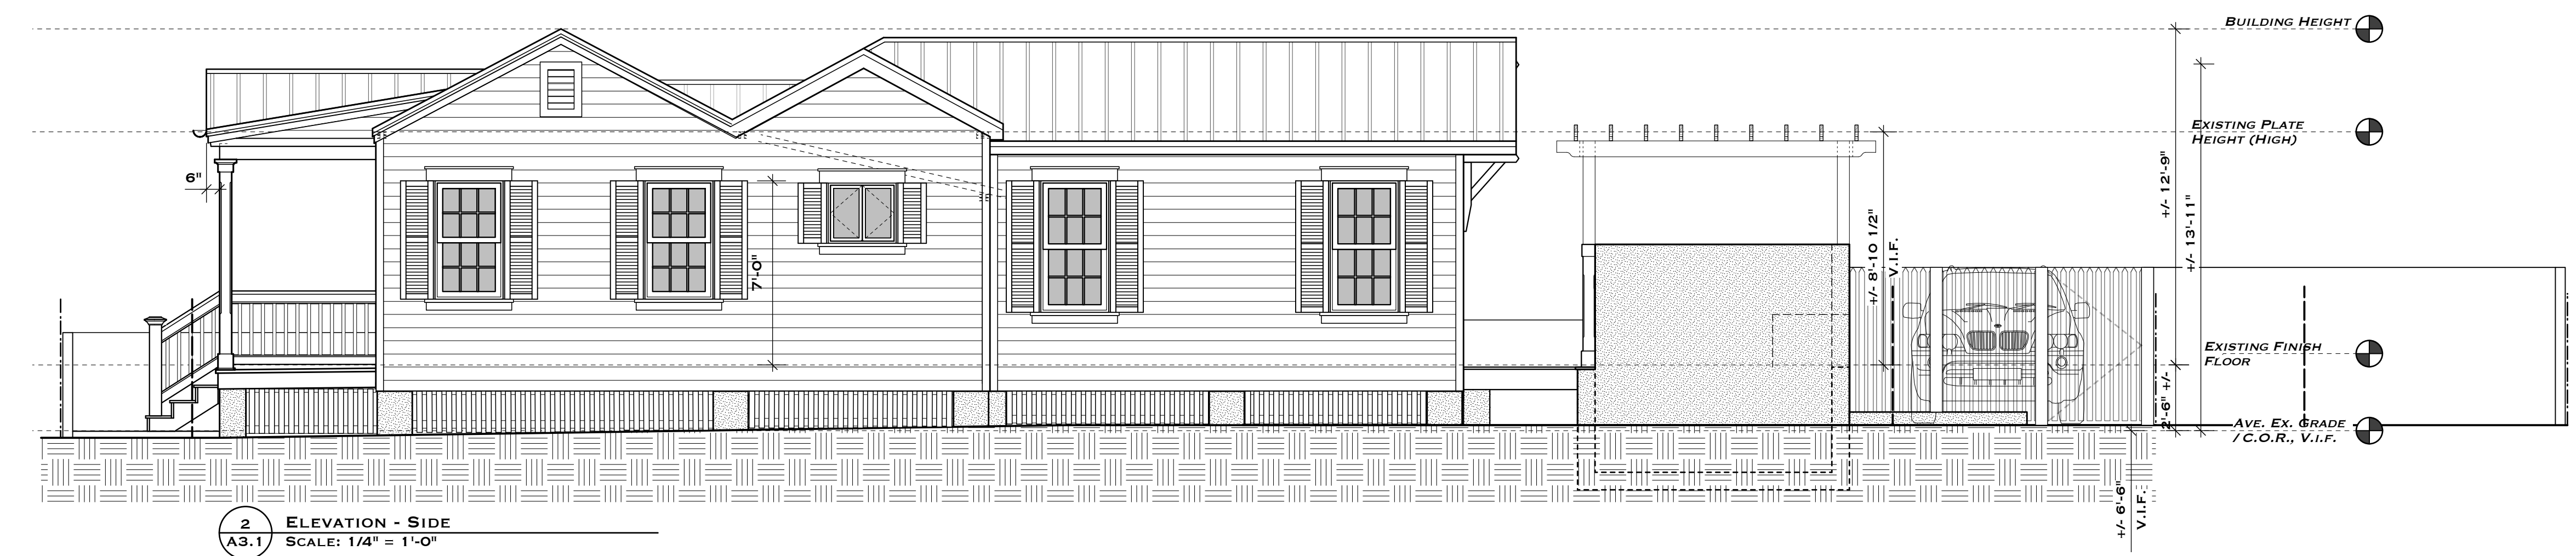 BUILDING HEIGHT
EXISTING PLATE
HEIGHT (HIGH)
6"
7'-0"
+/- 12'-9"
+/- 13'-11"
+/- 8'-10 1/2"
V.I.F.
EXISTING FINISH
FLOOR
2'-6" +/-
AVE. EX. GRADE
/ C.O.R., V.I.F.
+/- 6'-6"
V.I.F.
2
A3.1
ELEVATION - SIDE
SCALE: 1/4" = 1'-0"